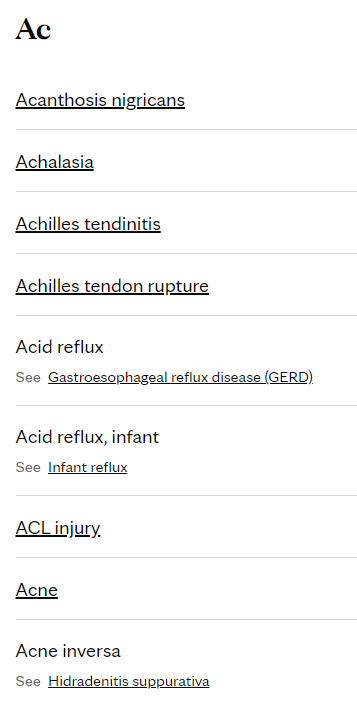 Ac
Acanthosis nigricans
Achalasia
Achilles tendinitis
Achilles tendon rupture
Acid reflux
See Gastroesophageal reflux disease (GERD)
Acid reflux, infant
See Infant reflux
ACL injury
Acne
Acne inversa
See Hidradenitis suppurativa